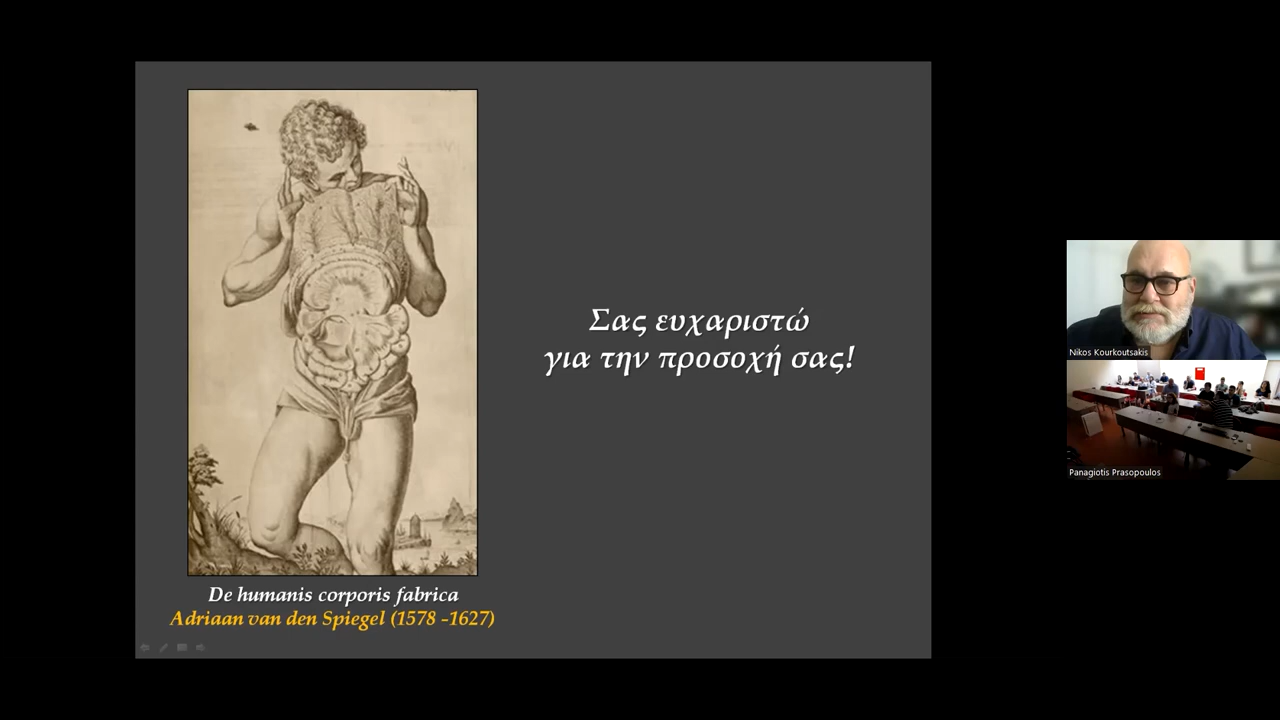 Σας ευχαριστώ
για την προσοχή σας!
De humanis corporis fabrica
Adriaan van den Spiegel (1578 -1627)
Nikos Kourkoutsakis
Panagiotis Prasopoulos